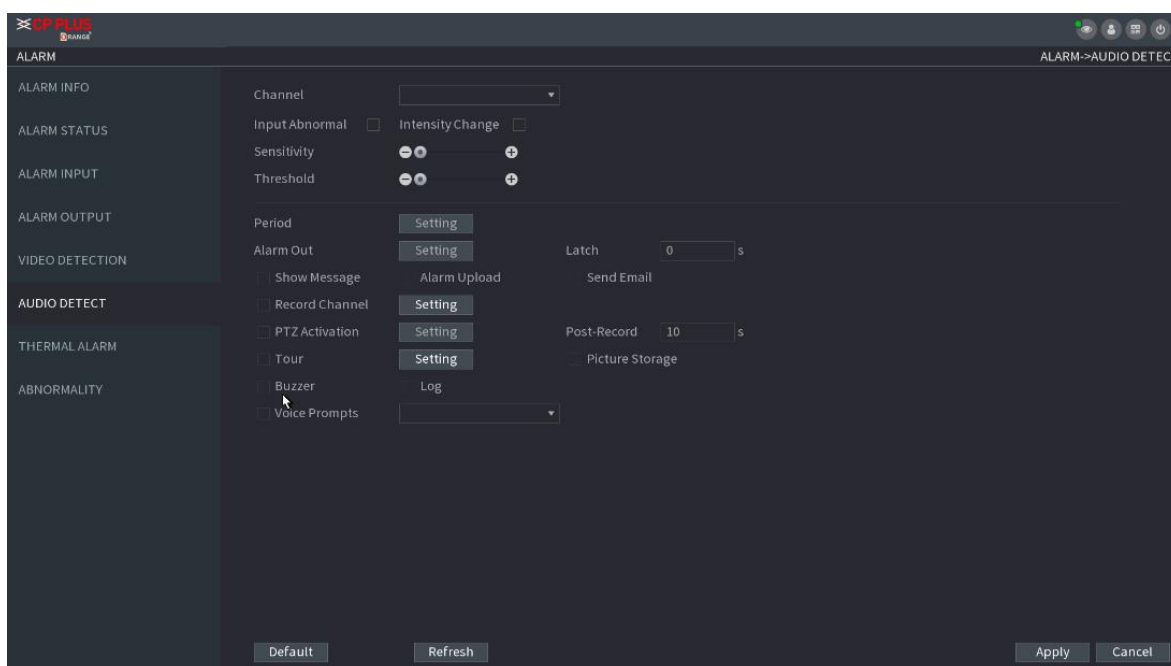 CP PLUS
ORANGE
ALARM
ALARM->AUDIO DETEC
ALARM INFO
ALARM STATUS
ALARM INPUT
ALARM OUTPUT
VIDEO DETECTION
AUDIO DETECT
THERMAL ALARM
ABNORMALITY
Channel
Input Abnormal Intensity Change
Sensitivity
Threshold
Period Setting
Alarm Out Setting Latch 0 s
Show Message Alarm Upload Send Email
Record Channel Setting
PTZ Activation Setting Post-Record 10 s
Tour Setting Picture Storage
Buzzer Log
Voice Prompts
Default Refresh Apply Cancel